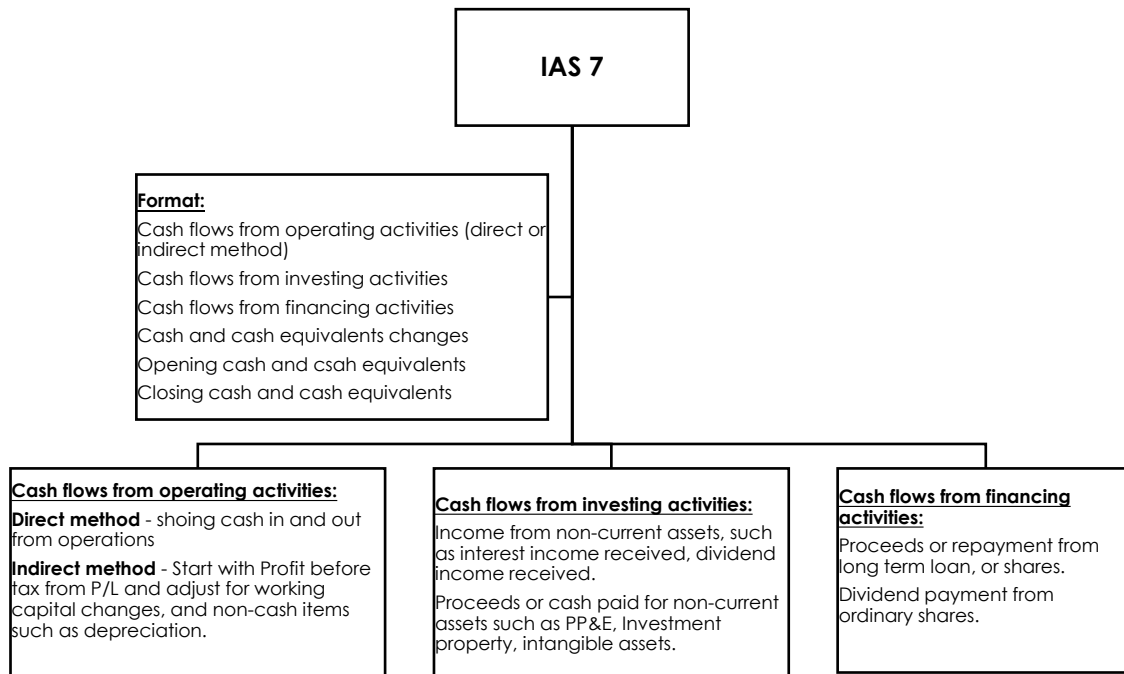 IAS 7
Format:
Cash flows from operating activities (direct or
indirect method)
Cash flows from investing activities
Cash flows from financing activities
Cash and cash equivalents changes
Opening cash and csah equivalents
Closing cash and cash equivalents
Cash flows from operating activities:
Direct method - shoing cash in and out
from operations
Indirect method - Start with Profit before
tax from P/L and adjust for working
capital changes, and non-cash items
such as depreciation.
Cash flows from investing activities:
Income from non-current assets, such
as interest income received, dividend
income received.
Proceeds or cash paid for non-current
assets such as PP&E, Investment
property, intangible assets.
Cash flows from financing
activities:
Proceeds or repayment from
long term loan, or shares.
Dividend payment from
ordinary shares.